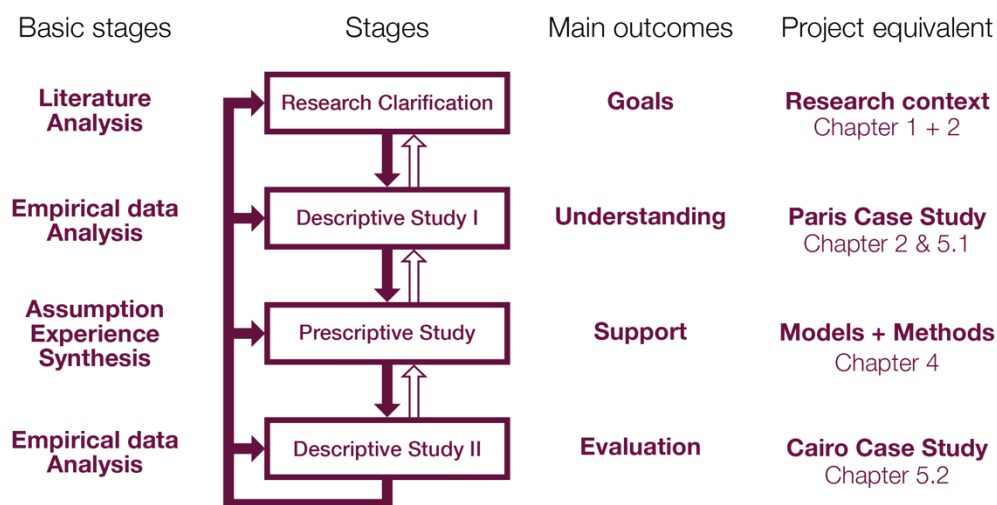 Basic stages
Stages
Main outcomes
Project equivalent
Literature
Analysis
Research Clarification
Goals
Research context
Chapter 1 + 2
Empirical data
Analysis
Descriptive Study I
Understanding
Paris Case Study
Chapter 2 & 5.1
Assumption
Experience
Synthesis
Prescriptive Study
Support
Models + Methods
Chapter 4
Empirical data
Analysis
Descriptive Study II
Evaluation
Cairo Case Study
Chapter 5.2